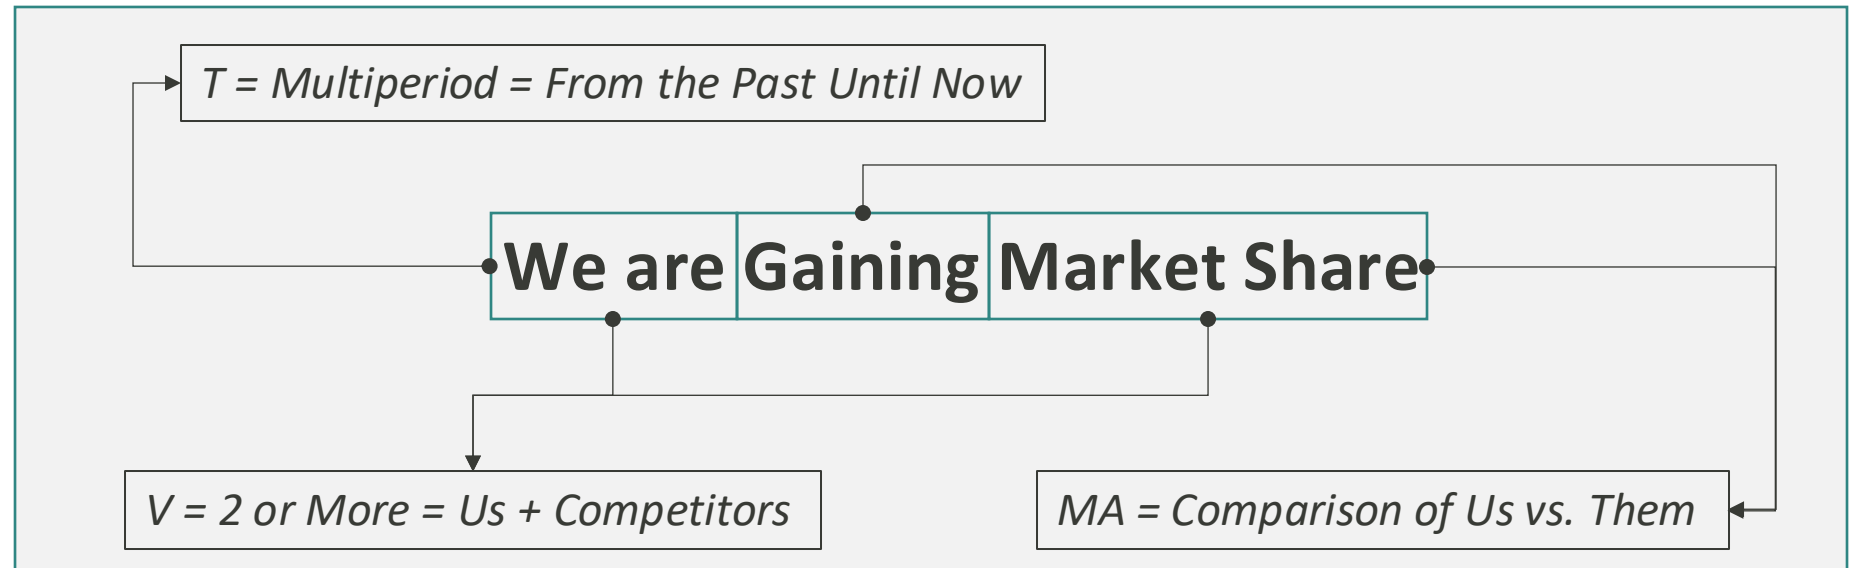 T = Multiperiod = From the Past Until Now
We are Gaining Market Share
V = 2 or More = Us + Competitors
MA = Comparison of Us vs. Them